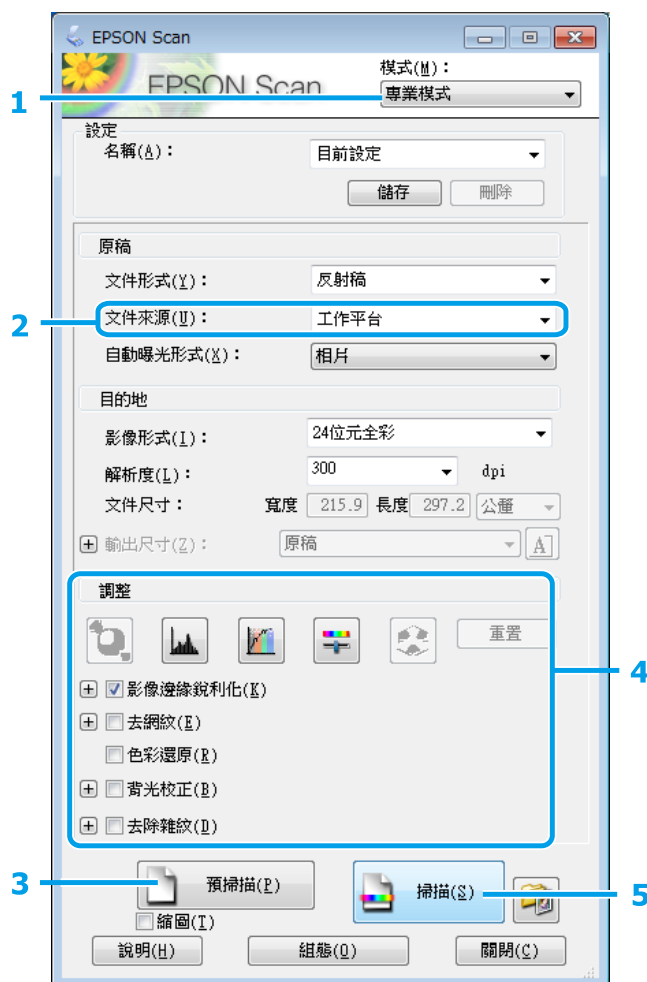 EPSON Scan
EPSON Scan
模式(M)：
1
專業模式
設定
名稱(A)：
目前設定
儲存
刪除
原稿
文件形式(Y)：
反射稿
2
文件來源(U)：
工作平台
自動曝光形式(X)：
相片
目的地
影像形式(I)：
24位元全彩
解析度(L)：
300
dpi
文件尺寸：
寬度 215.9 長度 297.2 公釐
輸出尺寸(Z)：
原稿
A
調整
重置
4
影像邊緣銳利化(K)
去網紋(E)
色彩還原(R)
背光校正(B)
去除雜紋(D)
3
預掃描(P)
掃描(S)
5
縮圖(T)
說明(H)
組態(O)
關閉(C)